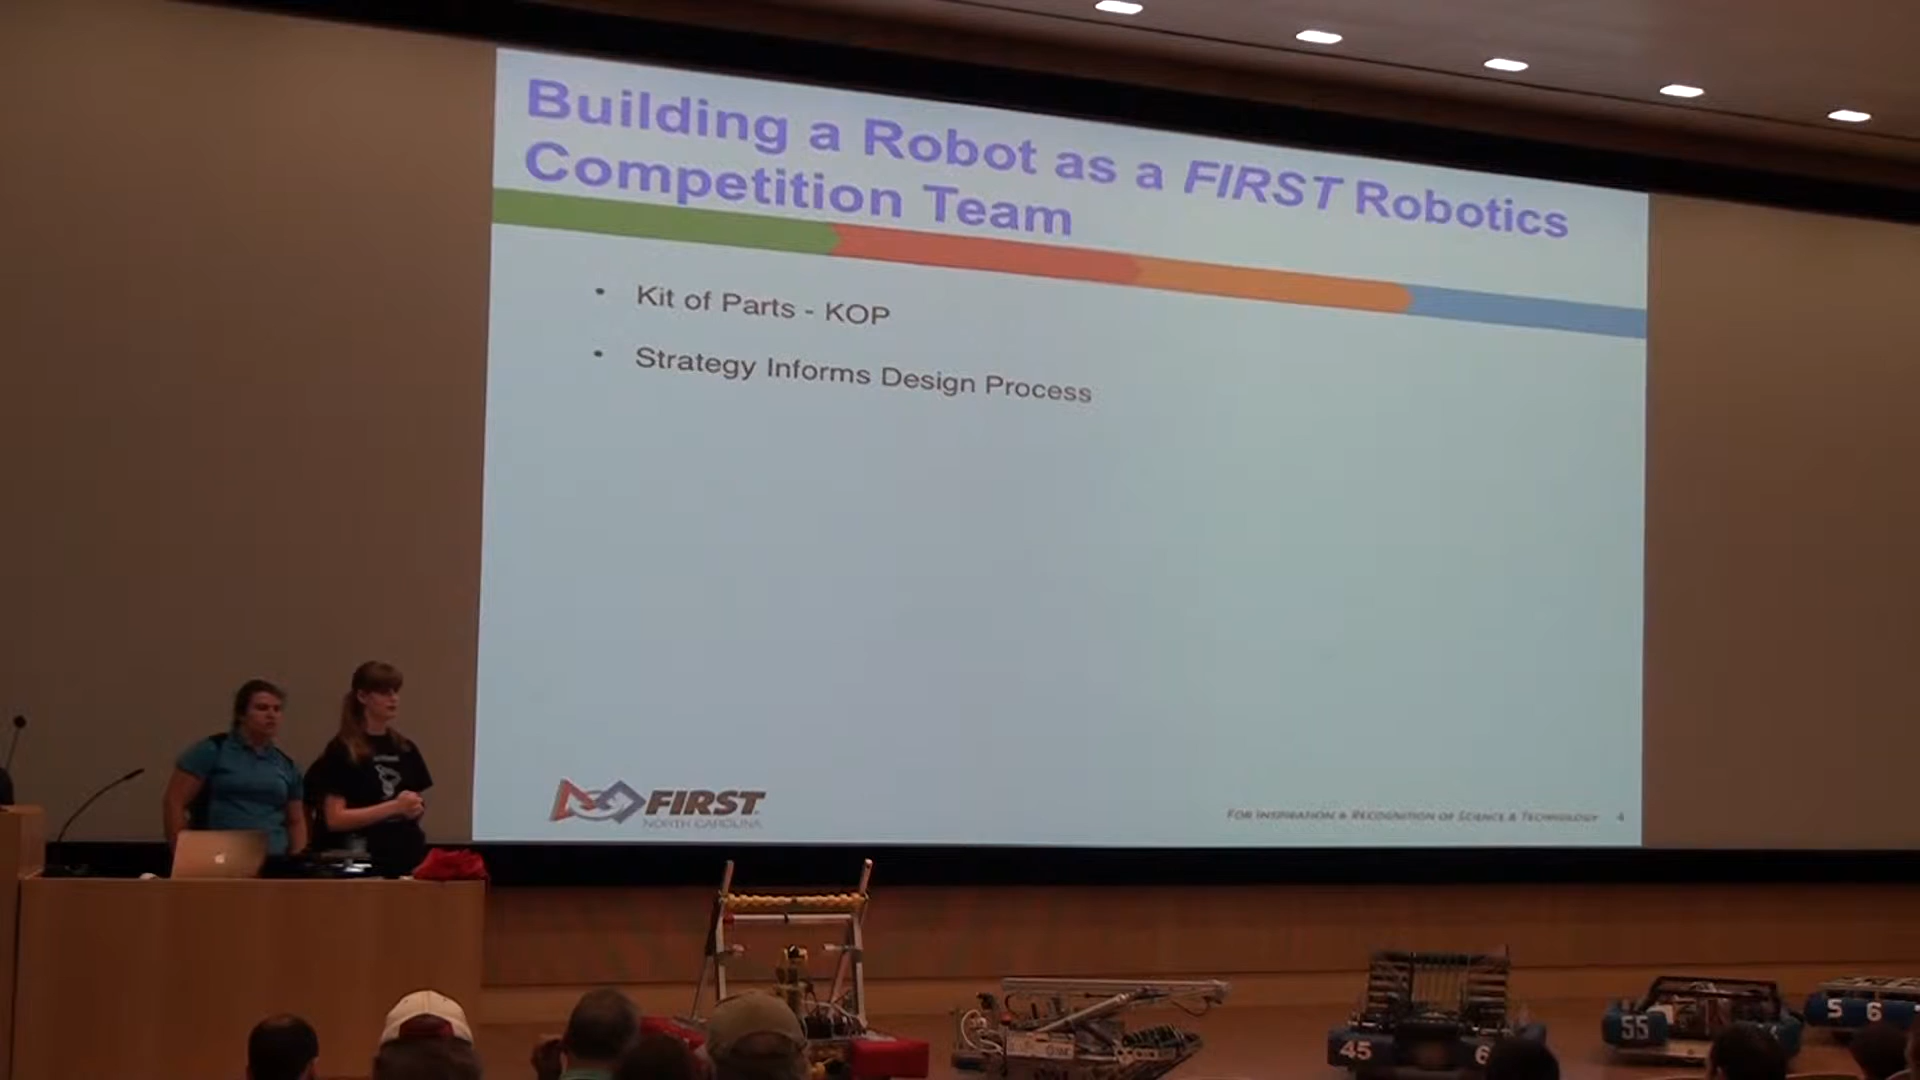 Building a Robot as a FIRST Robotics
Competition Team
• Kit of Parts - KOP
• Strategy Informs Design Process
FIRST
NORTH CAROLINA
FOR INSPIRATION & RECOGNITION OF SCIENCE & TECHNOLOGY 4
45
6
55
5 6